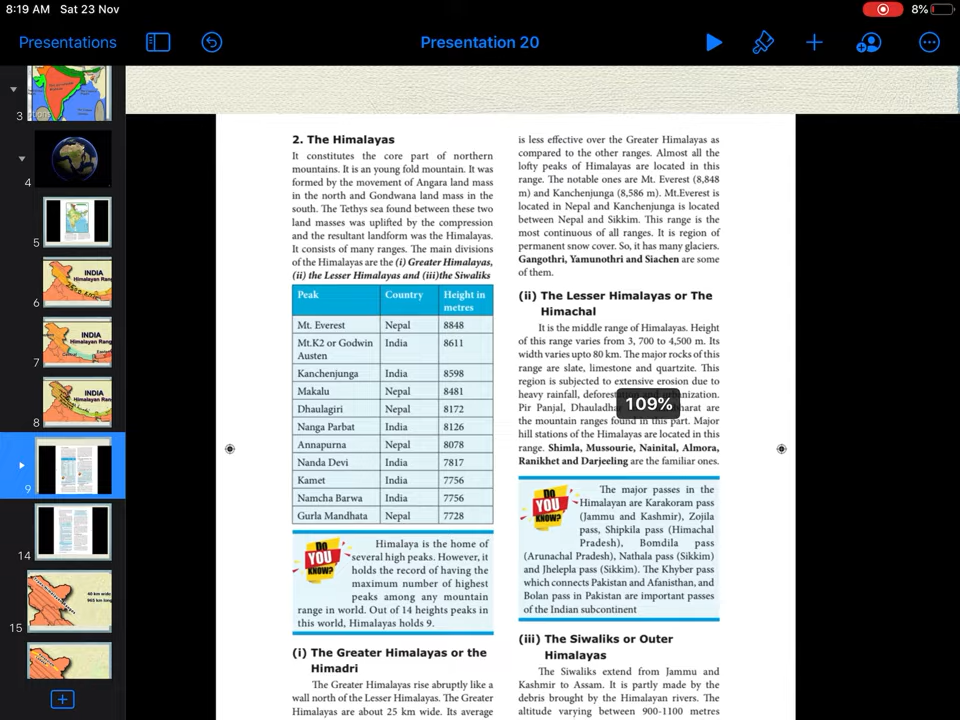 8:19 AM Sat 23 Nov
8%
Presentations
Presentation 20
3
4
5
INDIA
6
INDIA
7
INDIA
8
9
14
15
2. The Himalayas
It constitutes the core part of northern
mountains. It is an young fold mountain. It was
formed by the movement of Angara land mass
in the north and Gondwana land mass in the
south. The Tethys sea found between these two
land masses was uplifted by the compression
and the resultant landform was the Himalayas.
It consists of many ranges. The main divisions
of the Himalayas are the (i) Greater Himalayas,
(ii) the Lesser Himalayas and (iii)the Siwaliks
Peak Country Height in
metres
Mt. Everest Nepal 8848
Mt.K2 or Godwin India 8611
Austen
Kanchenjunga India 8598
Makalu Nepal 8481
Dhaulagiri Nepal 8172
Nanga Parbat India 8126
Annapurna Nepal 8078
Nanda Devi India 7817
Kamet India 7756
Namcha Barwa India 7756
Gurla Mandhata Nepal 7728
DO YOU KNOW?
Himalaya is the home of
several high peaks. However, it
holds the record of having the
maximum number of highest
peaks among any mountain
range in world. Out of 14 heights peaks in
this world, Himalayas holds 9.
(i) The Greater Himalayas or the
Himadri
The Greater Himalayas rise abruptly like a
wall north of the Lesser Himalayas. The Greater
Himalayas are about 25 km wide. Its average
is less effective over the Greater Himalayas as
compared to the other ranges. Almost all the
lofty peaks of Himalayas are located in this
range. The notable ones are Mt. Everest (8,848
m) and Kanchenjunga (8,586 m). Mt.Everest is
located in Nepal and Kanchenjunga is located
between Nepal and Sikkim. This range is the
most continuous of all ranges. It is region of
permanent snow cover. So, it has many glaciers.
Gangothri, Yamunothri and Siachen are some
of them.
(ii) The Lesser Himalayas or The
Himachal
It is the middle range of Himalayas. Height
of this range varies from 3, 700 to 4,500 m. Its
width varies upto 80 km. The major rocks of this
range are slate, limestone and quartzite. This
region is subjected to extensive erosion due to
heavy rainfall,
109%
Pir Panjal, are
the mountain ranges found in this part. Major
hill stations of the Himalayas are located in this
range. Shimla, Mussourie, Nainital, Almora,
Ranikhet and Darjeeling are the familiar ones.
DO YOU KNOW?
The major passes in the
Himalayan are Karakoram pass
(Jammu and Kashmir), Zojila
pass, Shipkila pass (Himachal
Pradesh), Bomdila pass
(Arunachal Pradesh), Nathala pass (Sikkim)
and Jhelepla pass (Sikkim). The Khyber pass
which connects Pakistan and Afanisthan, and
Bolan pass in Pakistan are important passes
of the Indian subcontinent
(iii) The Siwaliks or Outer
Himalayas
The Siwaliks extend from Jammu and
Kashmir to Assam. It is partly made by the
debris brought by the Himalayan rivers. The
altitude varying between 900-1100 metres